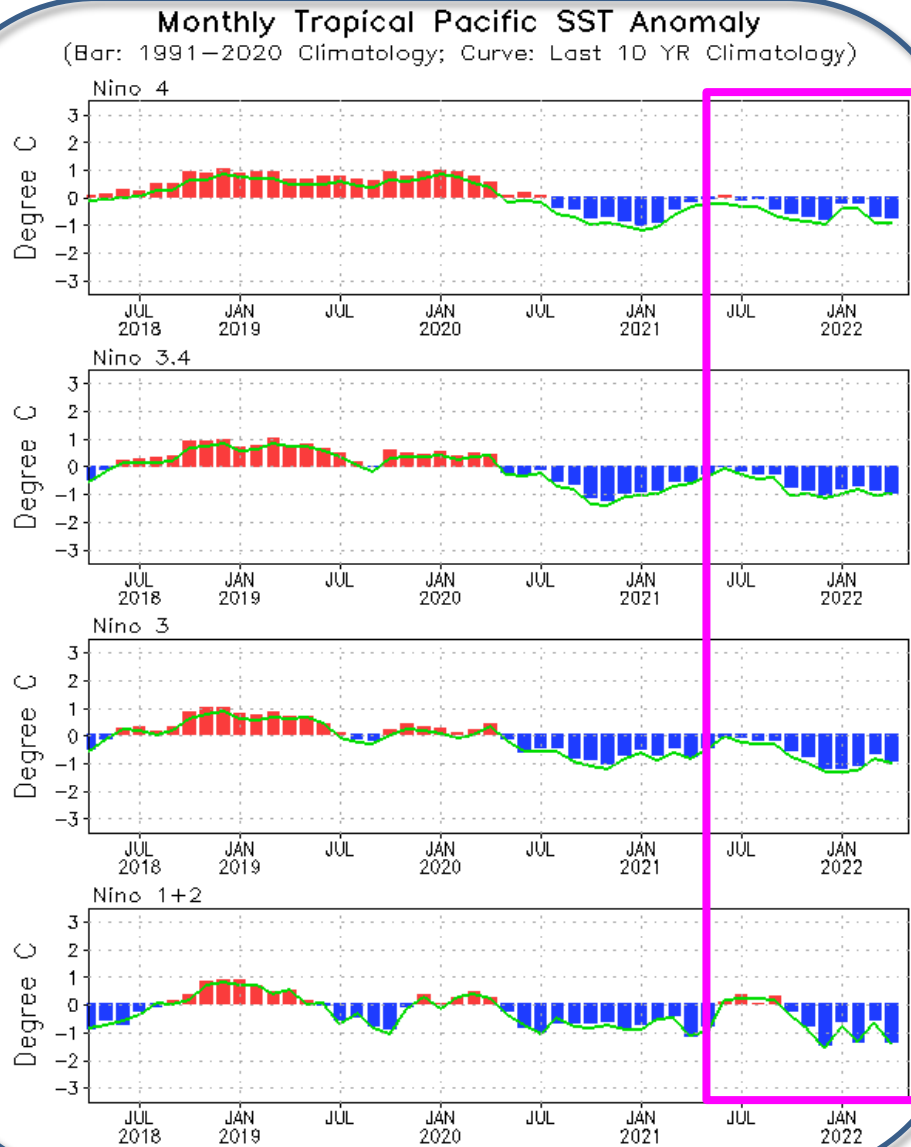 Monthly Tropical Pacific SST Anomaly
(Bar: 1991–2020 Climatology; Curve: Last 10 YR Climatology)
Nino 4
Degree C
3
2
1
0
−1
−2
−3
JUL 2018
JAN 2019
JUL
JAN 2020
JUL
JAN 2021
JUL
JAN 2022
Nino 3.4
Degree C
3
2
1
0
−1
−2
−3
JUL 2018
JAN 2019
JUL
JAN 2020
JUL
JAN 2021
JUL
JAN 2022
Nino 3
Degree C
3
2
1
0
−1
−2
−3
JUL 2018
JAN 2019
JUL
JAN 2020
JUL
JAN 2021
JUL
JAN 2022
Nino 1+2
Degree C
3
2
1
0
−1
−2
−3
JUL 2018
JAN 2019
JUL
JAN 2020
JUL
JAN 2021
JUL
JAN 2022